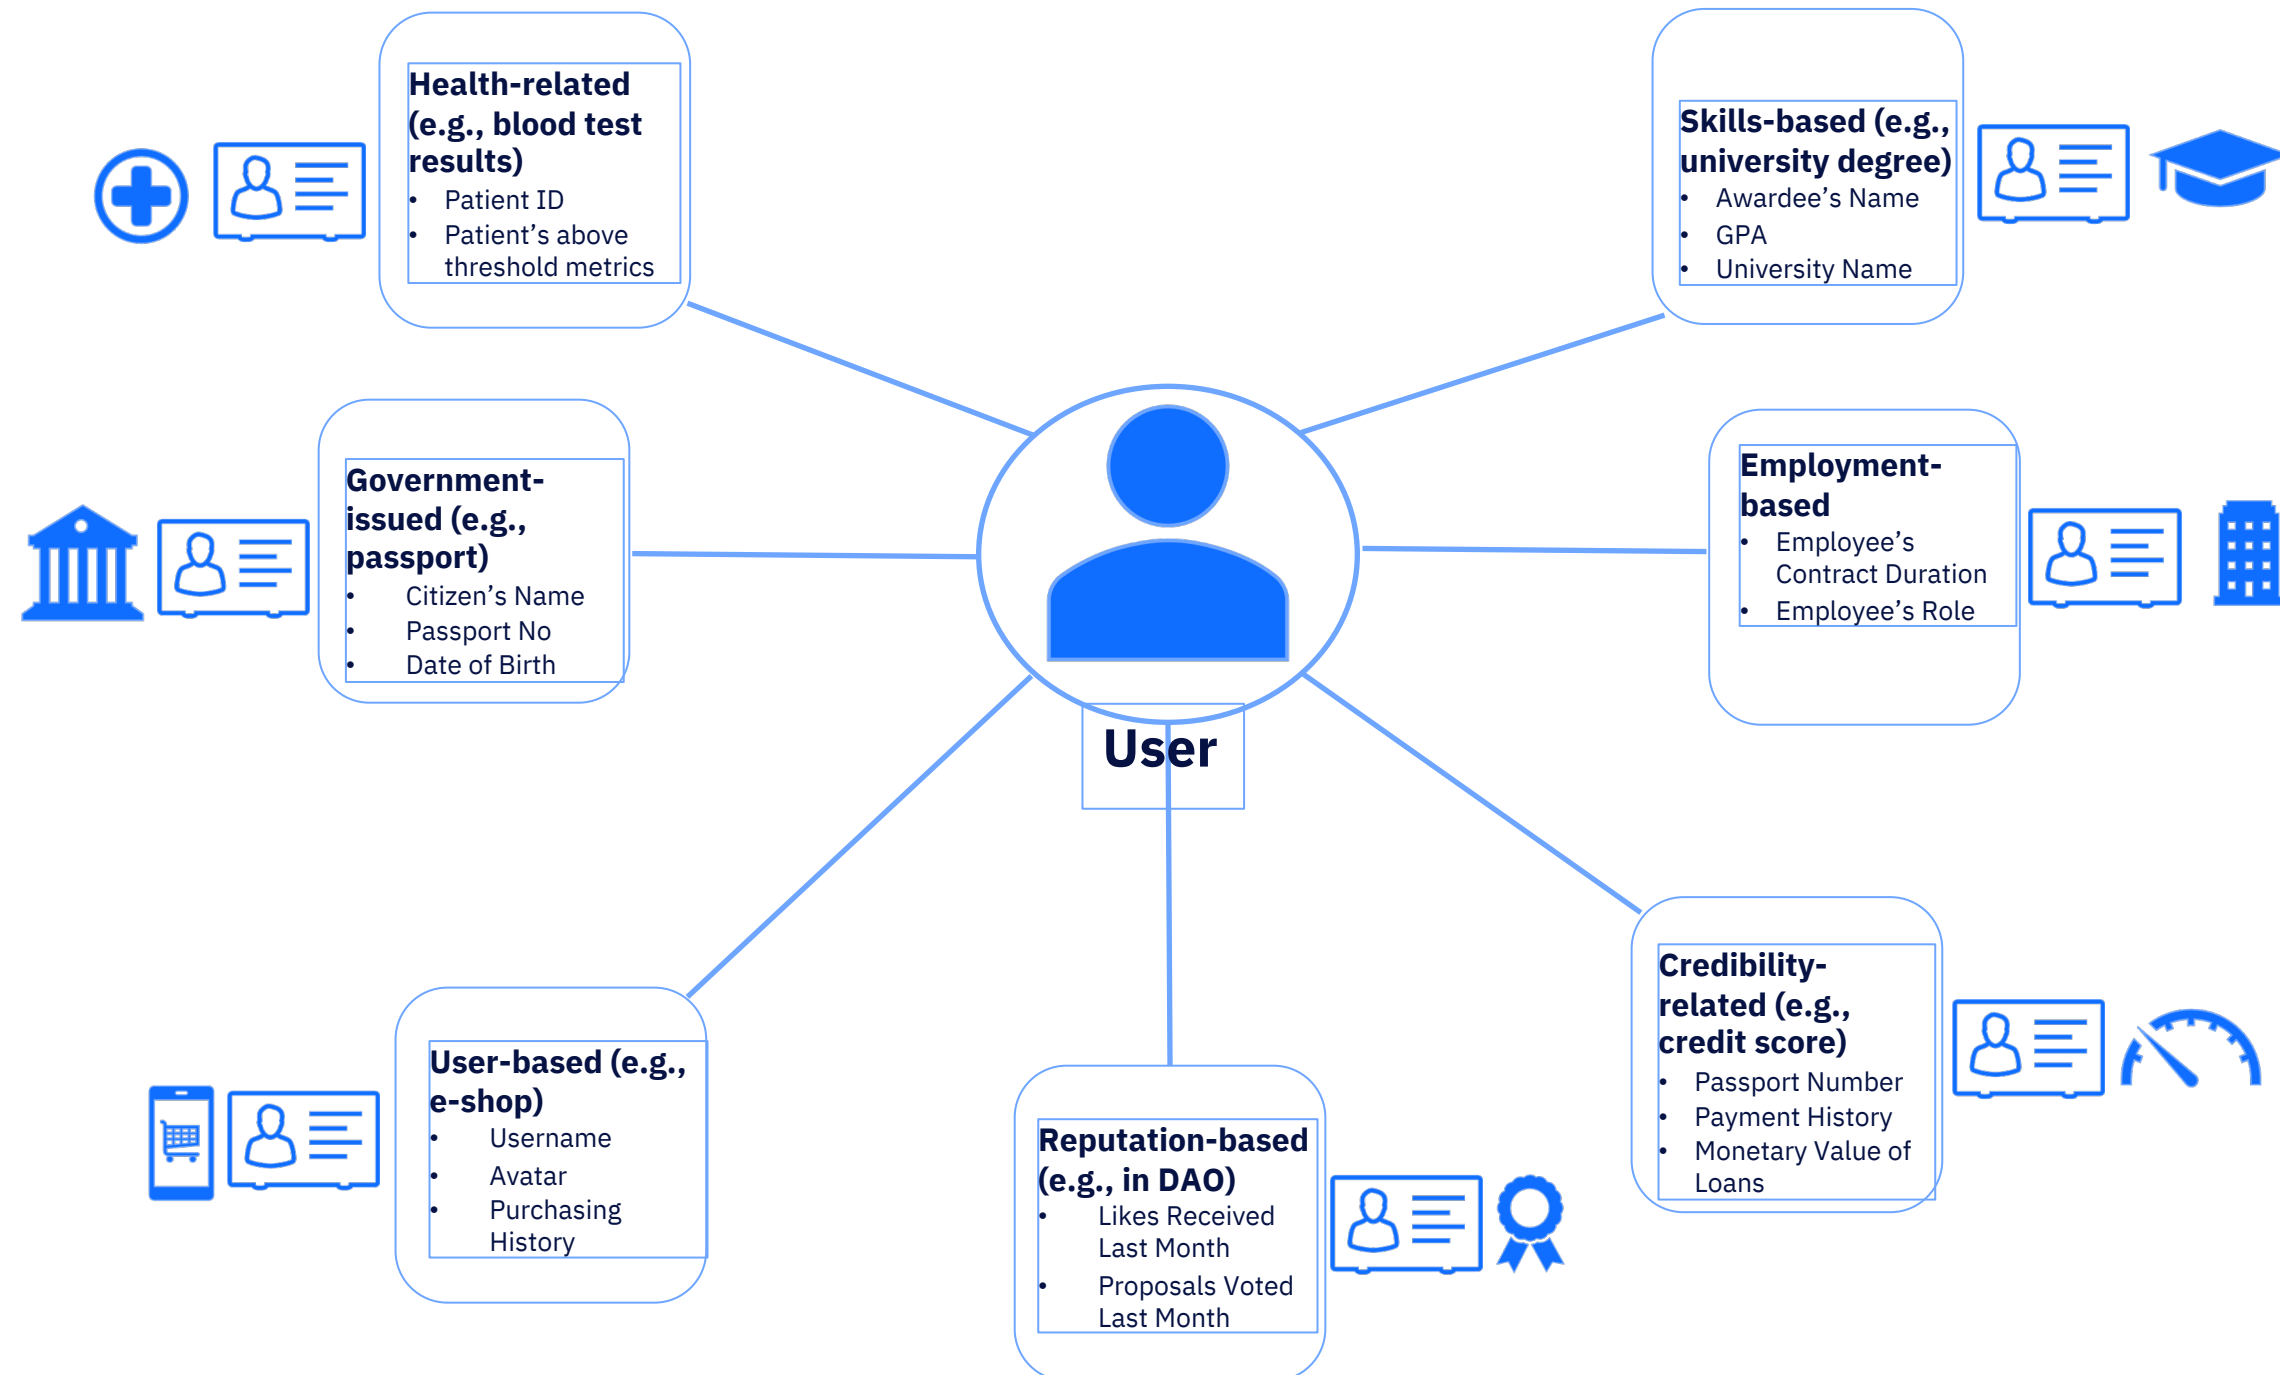 Health-related
(e.g., blood test
results)
• Patient ID
• Patient’s above
threshold metrics
Skills-based (e.g.,
university degree)
• Awardee’s Name
• GPA
• University Name
Government-
issued (e.g.,
passport)
• Citizen’s Name
• Passport No
• Date of Birth
Employment-
based
• Employee’s
Contract Duration
• Employee’s Role
User
User-based (e.g.,
e-shop)
• Username
• Avatar
• Purchasing
History
Reputation-based
(e.g., in DAO)
• Likes Received
Last Month
• Proposals Voted
Last Month
Credibility-
related (e.g.,
credit score)
• Passport Number
• Payment History
• Monetary Value of
Loans